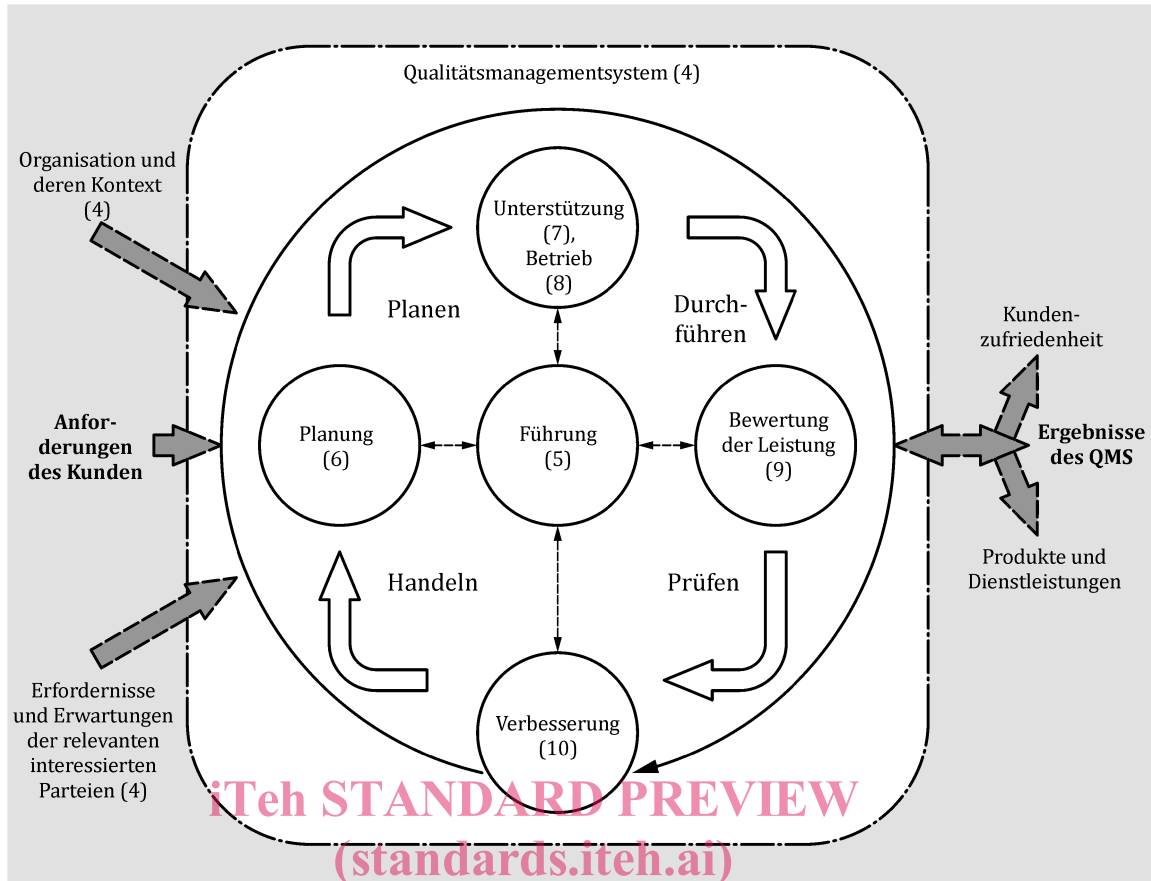 Qualitätsmanagementsystem (4)
Organisation und
deren Kontext
(4)
Unterstützung
(7),
Betrieb
(8)
Planen
Durch-
führen
Kunden-
zufriedenheit
Anfor-
derungen
des Kunden
Planung
(6)
Führung
(5)
Bewertung
der Leistung
(9)
Ergebnisse
des QMS
Handeln
Prüfen
Produkte und
Dienstleistungen
Erfordernisse
und Erwartungen
der relevanten
interessierten
Parteien (4)
Verbesserung
(10)
iTeh STANDARD PREVIEW
(standards.iteh.ai)